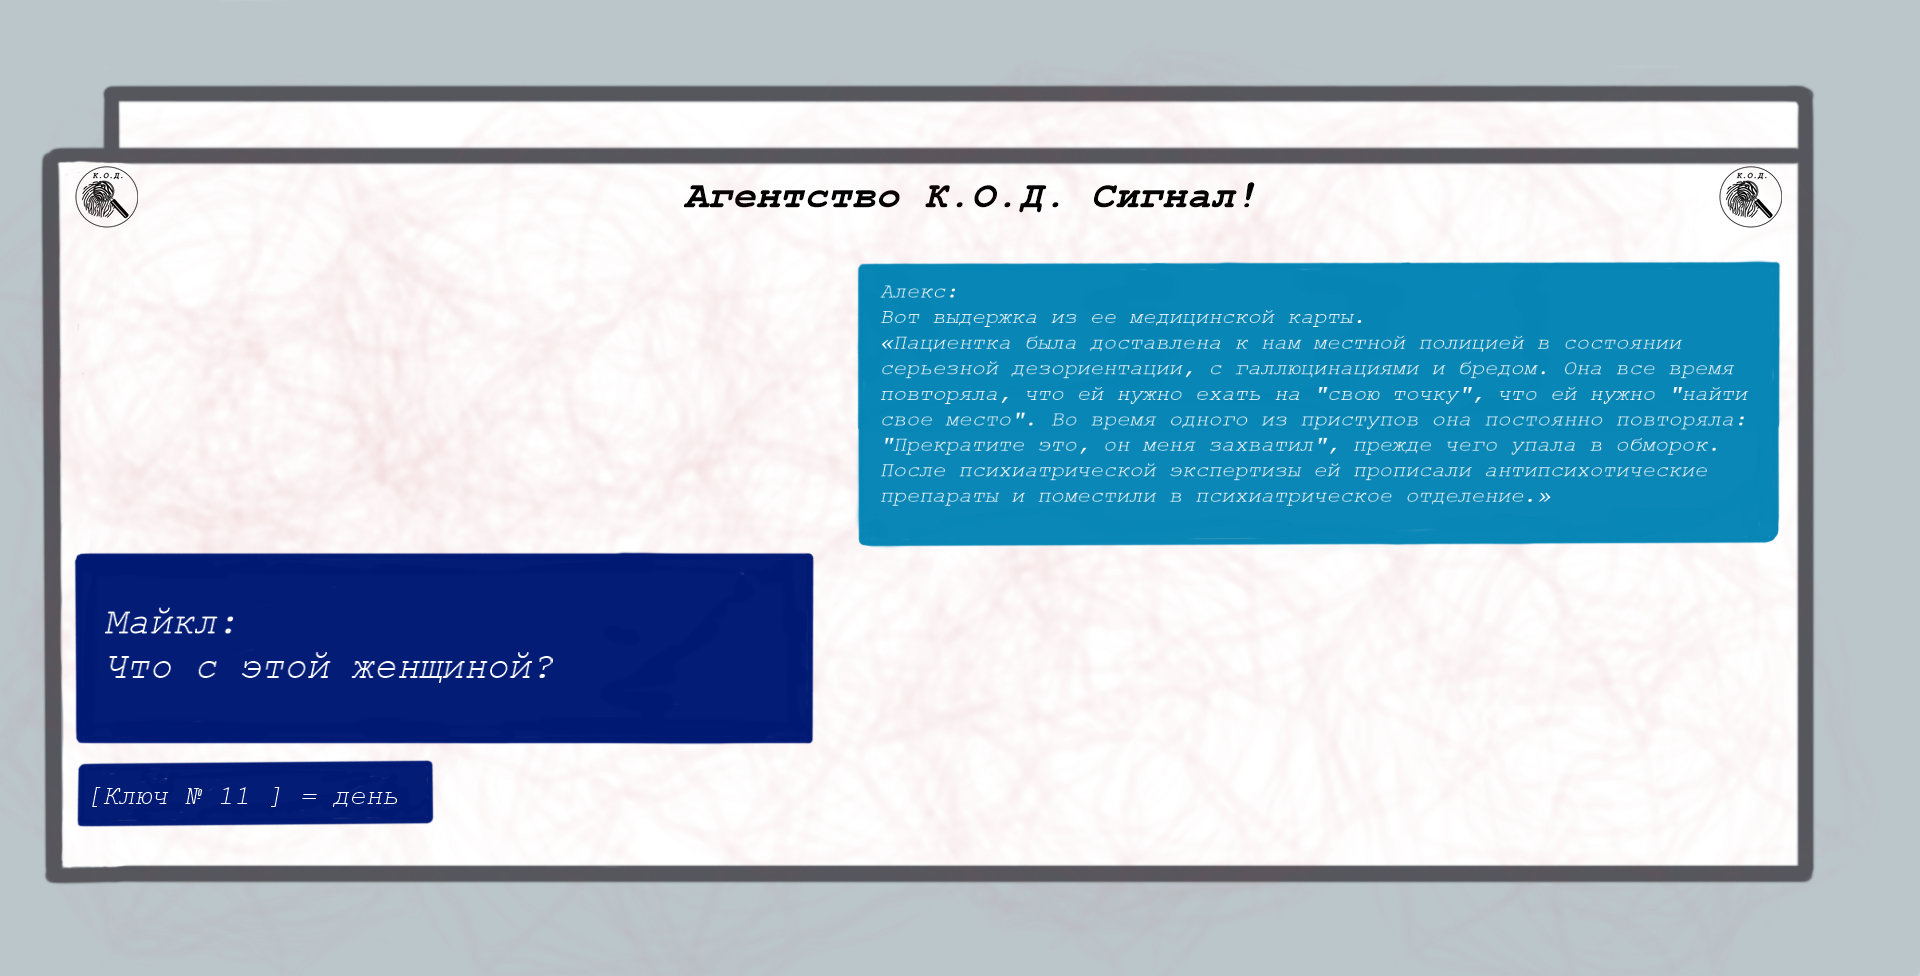 К.О.Д.
Агентство К.О.Д. Сигнал!
К.О.Д.
Алекс:
Вот выдержка из ее медицинской карты.
«Пациентка была доставлена к нам местной полицией в состоянии
серьезной дезориентации, с галлюцинациями и бредом. Она все время
повторяла, что ей нужно ехать на "свою точку", что ей нужно "найти
свое место". Во время одного из приступов она постоянно повторяла:
"Прекратите это, он меня захватил", прежде чего упала в обморок.
После психиатрической экспертизы ей прописали антипсихотические
препараты и поместили в психиатрическое отделение.»
Майкл:
Что с этой женщиной?
[Ключ № 11 ] = день